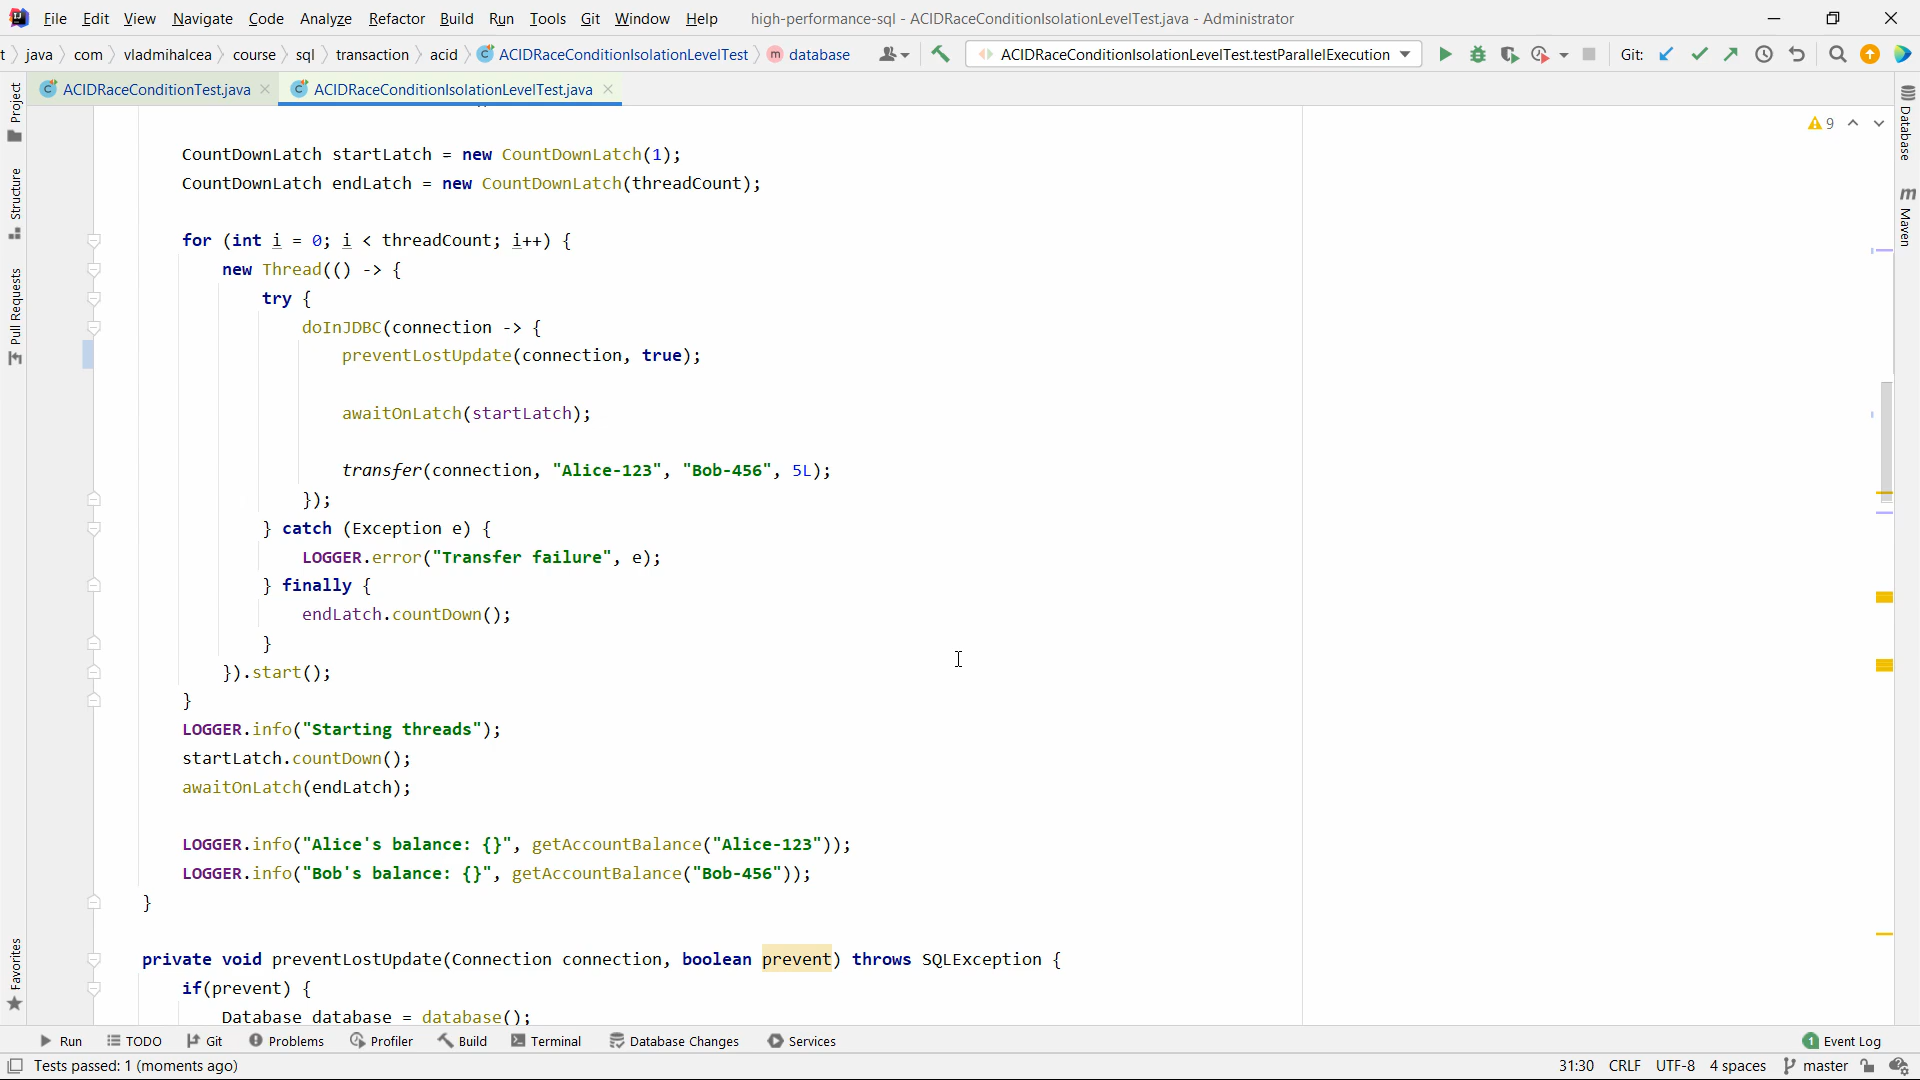 File Edit View Navigate Code Analyze Refactor Build Run Tools Git Window Help high-performance-sql - ACIDRaceConditionIsolationLevelTest.java - Administrator
t java com vladmihalcea course sql transaction acid ACIDRaceConditionIsolationLevelTest m database ACIDRaceConditionIsolationLevelTest.testParallelExecution Git:
ACIDRaceConditionTest.java ACIDRaceConditionIsolationLevelTest.java
9
Project
Structure
Pull Requests
Favorites
Database
m Maven
CountDownLatch startLatch = new CountDownLatch(1);
CountDownLatch endLatch = new CountDownLatch(threadCount);
for (int i = 0; i < threadCount; i++) {
new Thread(() -> {
try {
doInJDBC(connection -> {
preventLostUpdate(connection, true);
awaitOnLatch(startLatch);
transfer(connection, "Alice-123", "Bob-456", 5L);
});
} catch (Exception e) {
LOGGER.error("Transfer failure", e);
} finally {
endLatch.countDown();
}
}).start();
}
LOGGER.info("Starting threads");
startLatch.countDown();
awaitOnLatch(endLatch);
LOGGER.info("Alice's balance: {}", getAccountBalance("Alice-123"));
LOGGER.info("Bob's balance: {}", getAccountBalance("Bob-456"));
}
private void preventLostUpdate(Connection connection, boolean prevent) throws SQLException {
if(prevent) {
Database database = database();
Run TODO Git Problems Profiler Build Terminal Database Changes Services 1 Event Log
Tests passed: 1 (moments ago) 31:30 CRLF UTF-8 4 spaces master